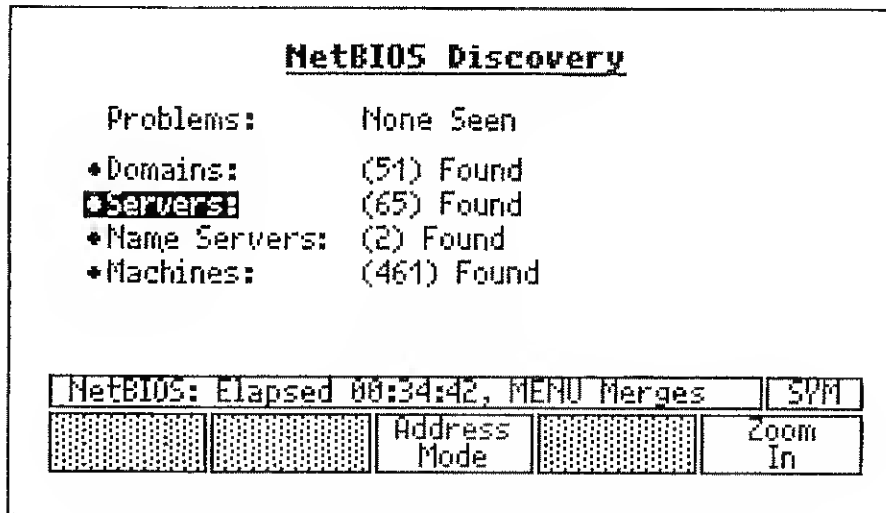 NetBIOS Discovery
Problems: None Seen
•Domains: (51) Found
•Servers: (65) Found
•Name Servers: (2) Found
•Machines: (461) Found
NetBIOS: Elapsed 00:34:42, MENU Merges SYM
Address Mode Zoom In